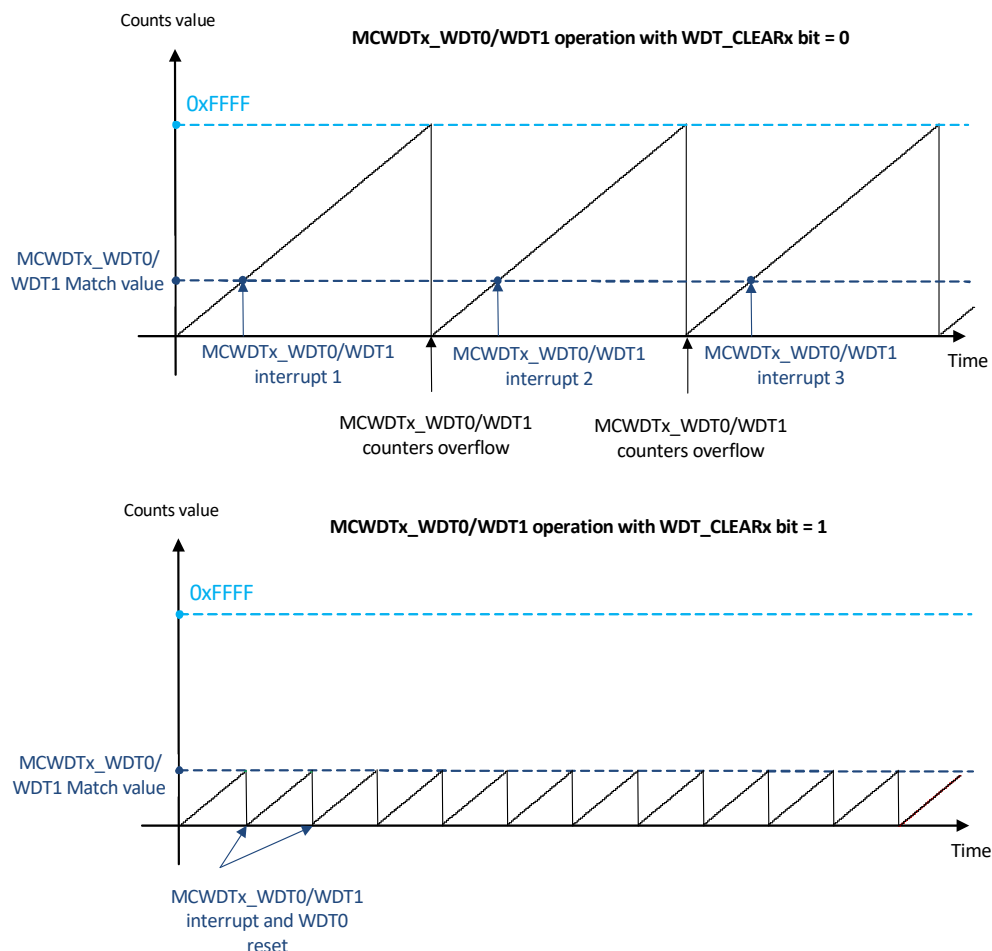 Counts value
MCWDTx_WDT0/WDT1 operation with WDT_CLEARx bit = 0
0xFFFF
MCWDTx_WDT0/
WDT1 Match value
Time
MCWDTx_WDT0/WDT1
interrupt 1
MCWDTx_WDT0/WDT1
interrupt 2
MCWDTx_WDT0/WDT1
interrupt 3
MCWDTx_WDT0/WDT1
counters overflow
MCWDTx_WDT0/WDT1
counters overflow
Counts value
MCWDTx_WDT0/WDT1 operation with WDT_CLEARx bit = 1
0xFFFF
MCWDTx_WDT0/
WDT1 Match value
Time
MCWDTx_WDT0/WDT1
interrupt and WDT0
reset